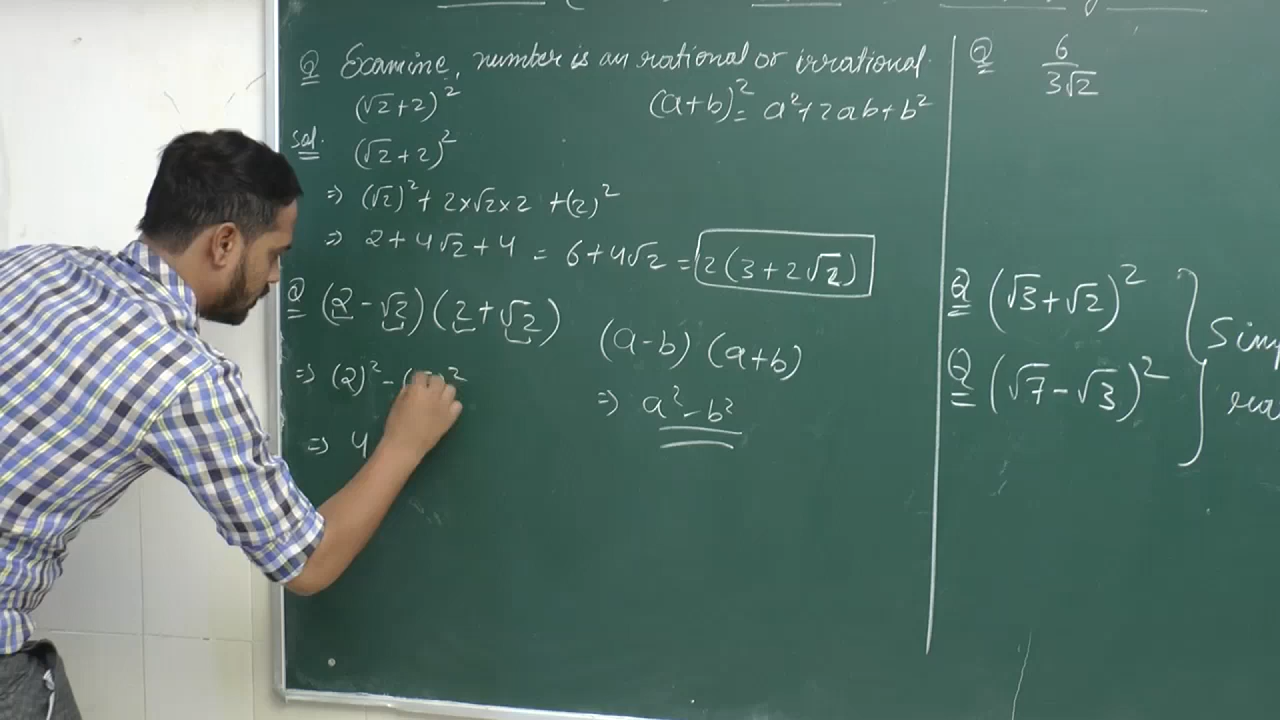 Q Examine, number is an rational or irrational.
(√2+2)²
(a+b)² = a²+2ab+b²
Sol. (√2+2)²
⇒ (√2)² + 2×√2×2 + (2)²
⇒ 2+4√2+4 = 6+4√2 = 2(3+2√2)
Q (2-√2)(2+√2)
(a-b)(a+b)
⇒ a²-b²
⇒ (2)² - ( )²
⇒ 4
Q 6/3√2
Q (√3+√2)²
Q (√7-√3)²